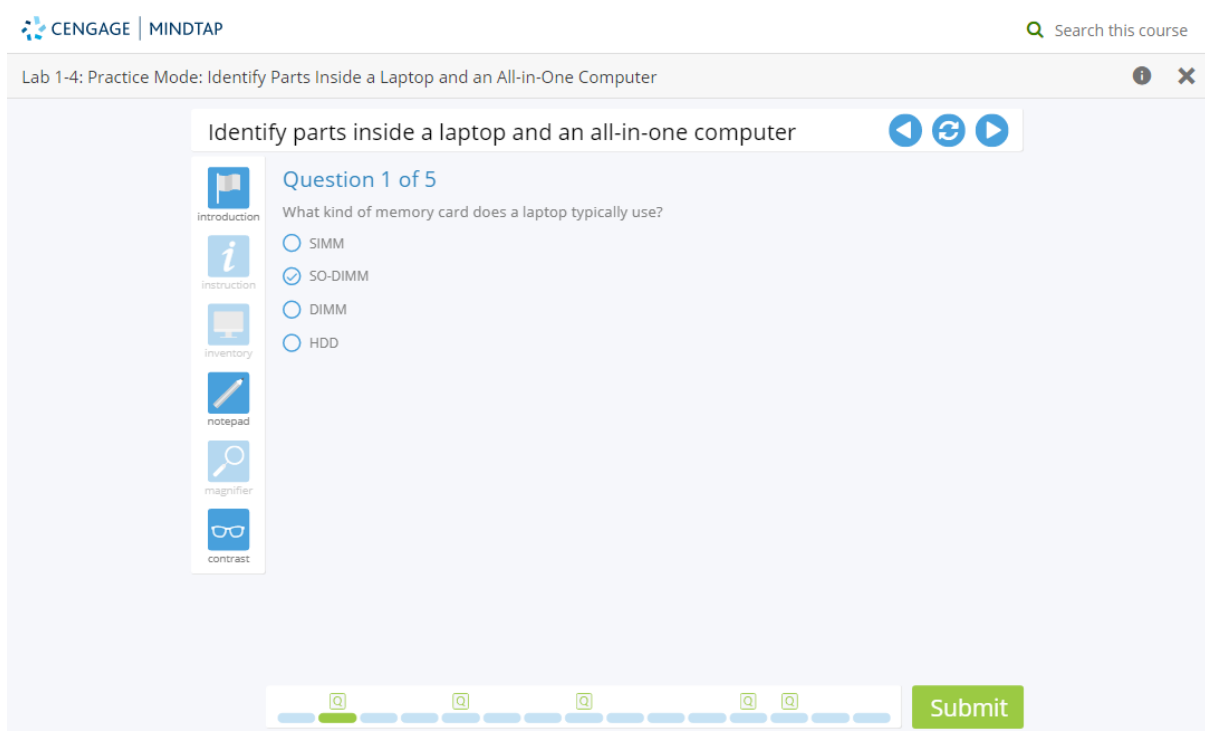 CENGAGE | MINDTAP
Search this course
Lab 1-4: Practice Mode: Identify Parts Inside a Laptop and an All-in-One Computer
Identify parts inside a laptop and an all-in-one computer
introduction
instruction
inventory
notepad
magnifier
contrast
Question 1 of 5
What kind of memory card does a laptop typically use?
SIMM
SO-DIMM
DIMM
HDD
Q Q Q Q Q
Submit